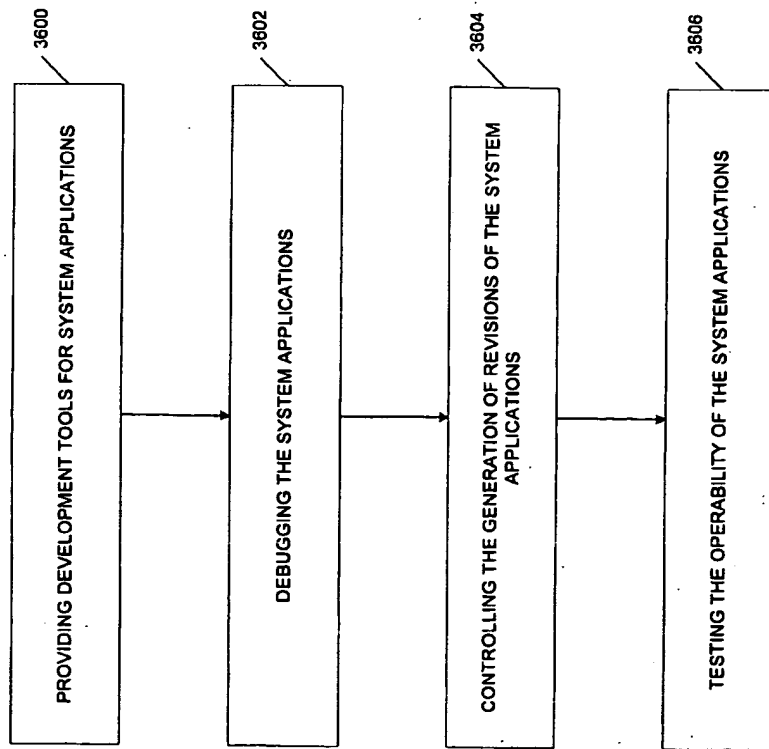 3600
PROVIDING DEVELOPMENT TOOLS FOR SYSTEM APPLICATIONS
3602
DEBUGGING THE SYSTEM APPLICATIONS
3604
CONTROLLING THE GENERATION OF REVISIONS OF THE SYSTEM
APPLICATIONS
3606
TESTING THE OPERABILITY OF THE SYSTEM APPLICATIONS